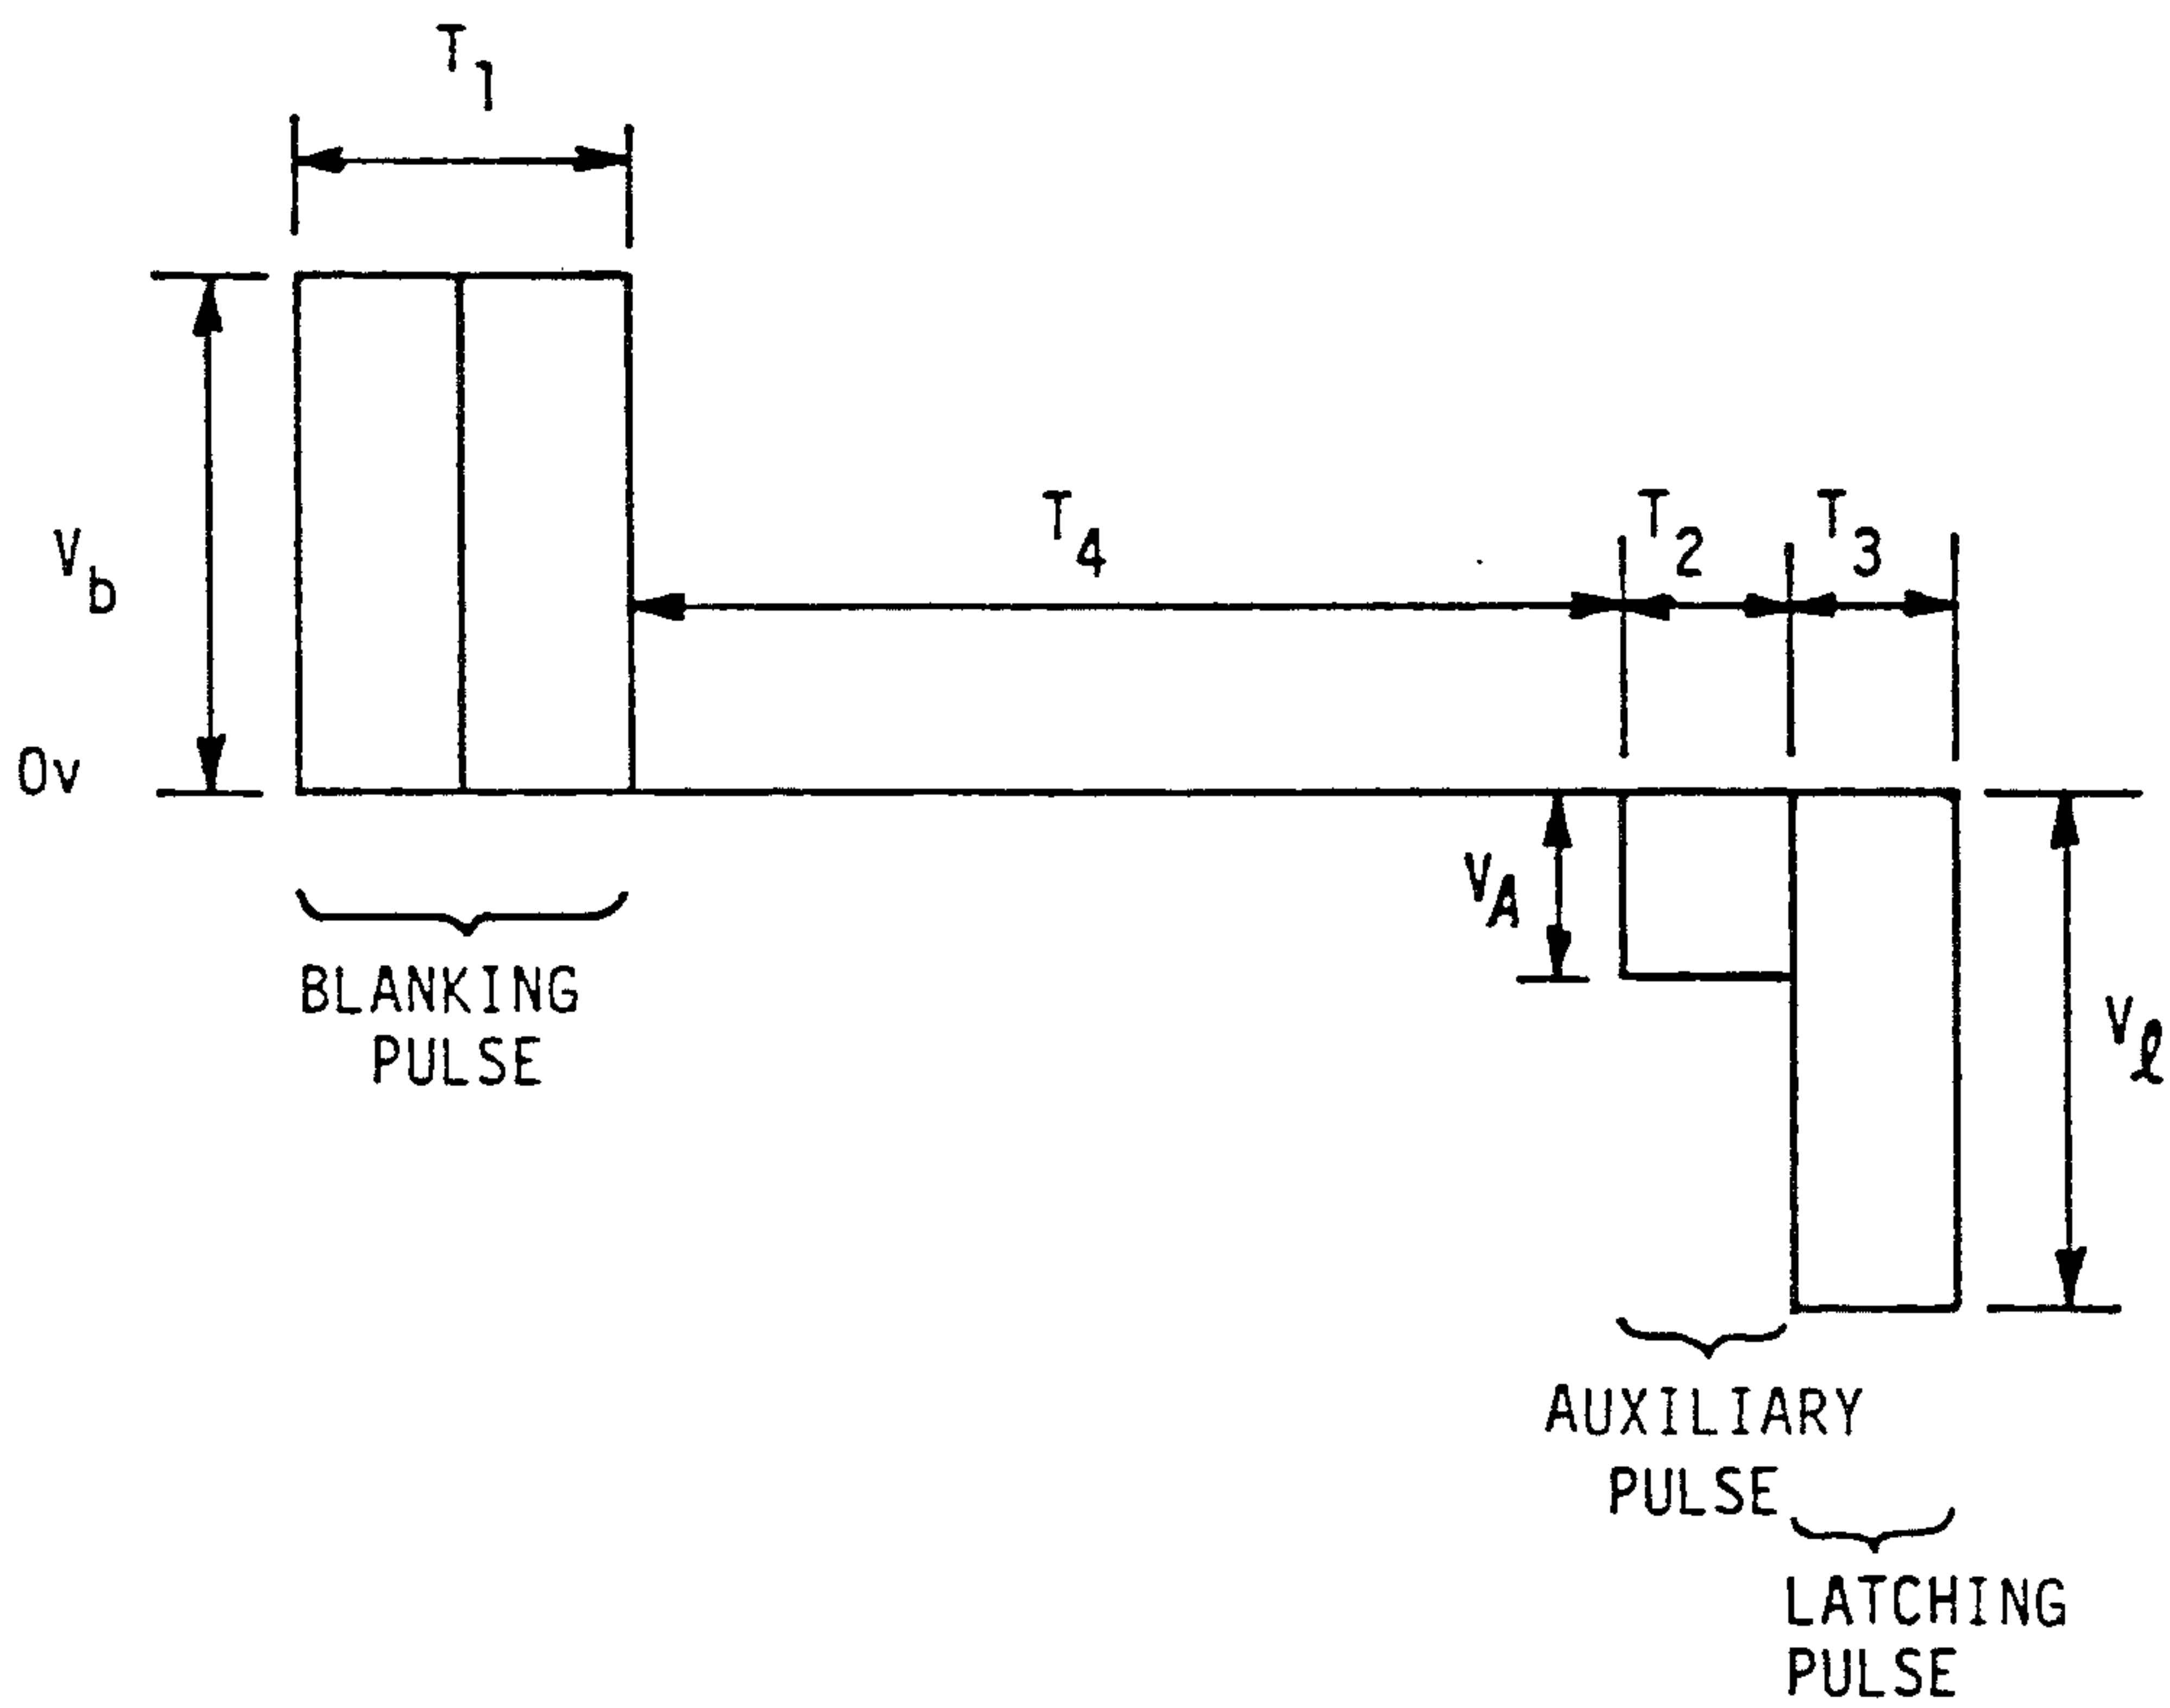 T1
T4
T2
T3
Vb
0v
VA
Vℓ
BLANKING
PULSE
AUXILIARY
PULSE
LATCHING
PULSE